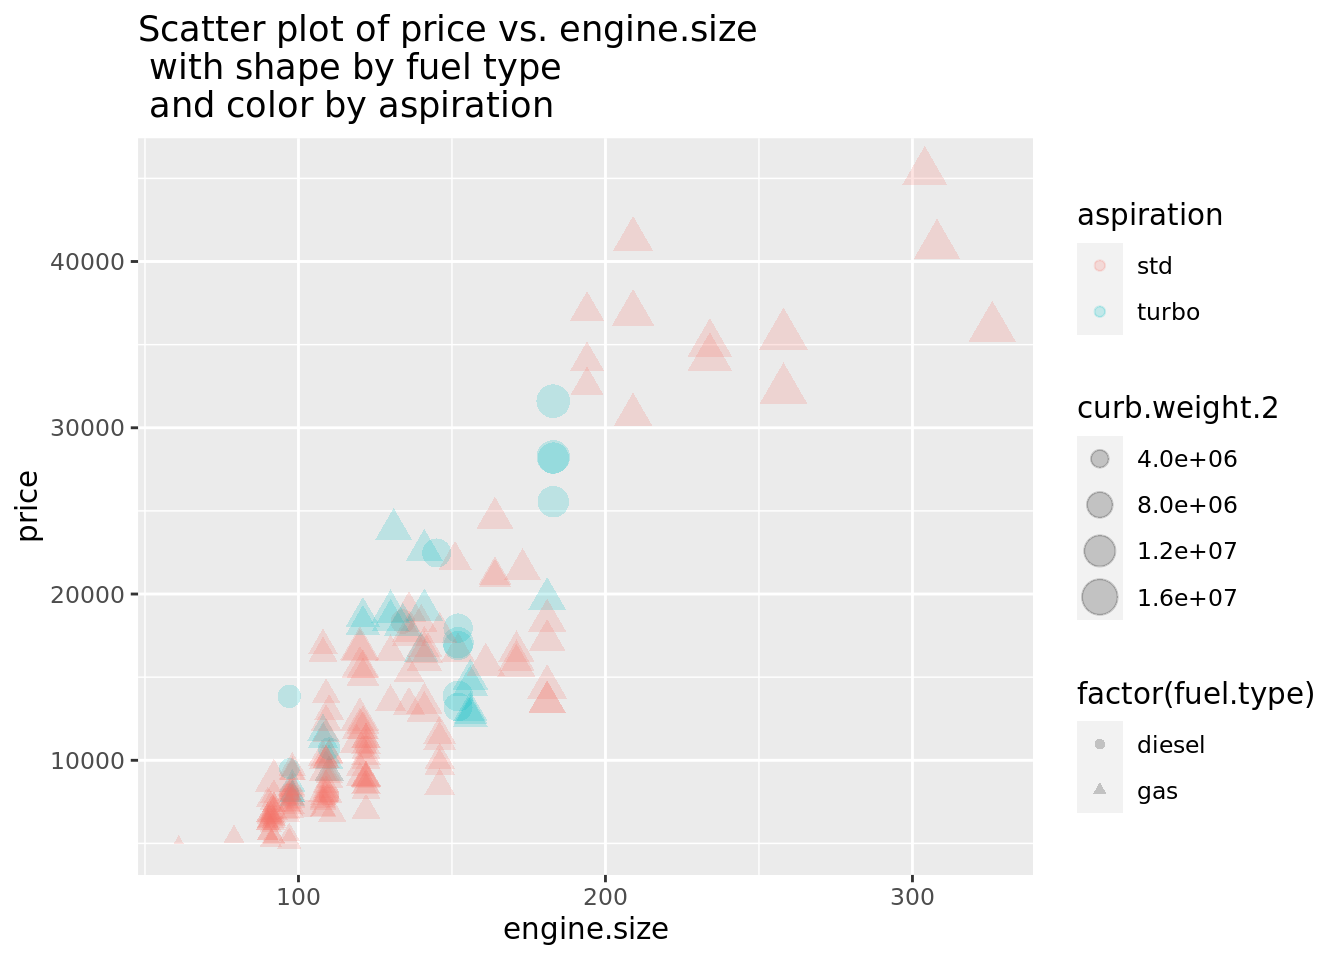 Scatter plot of price vs. engine.size
with shape by fuel type
and color by aspiration
price
40000
30000
20000
10000
100
200
300
engine.size
aspiration
std
turbo
curb.weight.2
4.0e+06
8.0e+06
1.2e+07
1.6e+07
factor(fuel.type)
diesel
gas